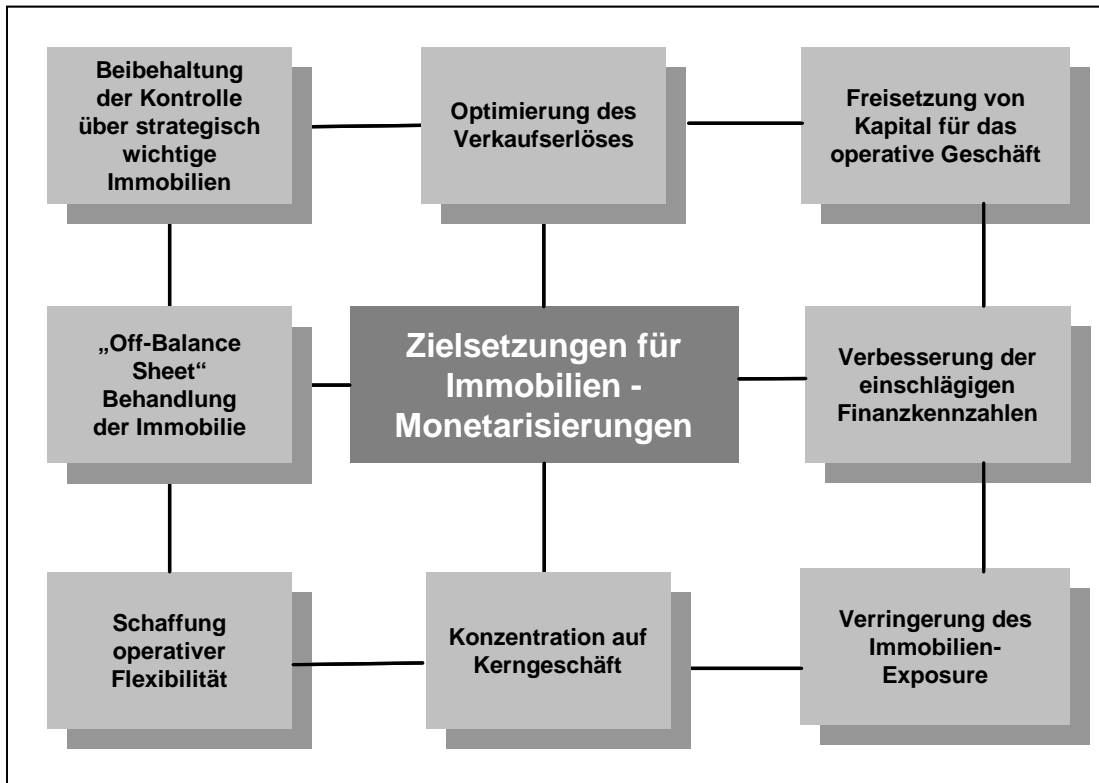 Beibehaltung
der Kontrolle
über strategisch
wichtige
Immobilien
Optimierung des
Verkaufserlöses
Freisetzung von
Kapital für das
operative Geschäft
„Off-Balance
Sheet“
Behandlung
der Immobilie
Zielsetzungen für
Immobilien -
Monetarisierungen
Verbesserung der
einschlägigen
Finanzkennzahlen
Schaffung
operativer
Flexibilität
Konzentration auf
Kerngeschäft
Verringerung des
Immobilien-
Exposure